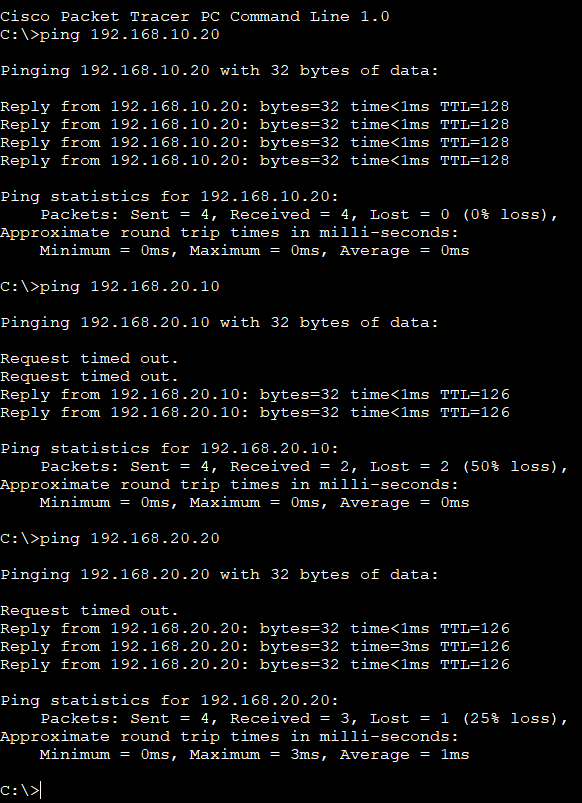 Cisco Packet Tracer PC Command Line 1.0
C:\>ping 192.168.10.20
Pinging 192.168.10.20 with 32 bytes of data:
Reply from 192.168.10.20: bytes=32 time<1ms TTL=128
Reply from 192.168.10.20: bytes=32 time<1ms TTL=128
Reply from 192.168.10.20: bytes=32 time<1ms TTL=128
Reply from 192.168.10.20: bytes=32 time<1ms TTL=128
Ping statistics for 192.168.10.20:
    Packets: Sent = 4, Received = 4, Lost = 0 (0% loss),
Approximate round trip times in milli-seconds:
    Minimum = 0ms, Maximum = 0ms, Average = 0ms
C:\>ping 192.168.20.10
Pinging 192.168.20.10 with 32 bytes of data:
Request timed out.
Request timed out.
Reply from 192.168.20.10: bytes=32 time<1ms TTL=126
Reply from 192.168.20.10: bytes=32 time<1ms TTL=126
Ping statistics for 192.168.20.10:
    Packets: Sent = 4, Received = 2, Lost = 2 (50% loss),
Approximate round trip times in milli-seconds:
    Minimum = 0ms, Maximum = 0ms, Average = 0ms
C:\>ping 192.168.20.20
Pinging 192.168.20.20 with 32 bytes of data:
Request timed out.
Reply from 192.168.20.20: bytes=32 time<1ms TTL=126
Reply from 192.168.20.20: bytes=32 time=3ms TTL=126
Reply from 192.168.20.20: bytes=32 time<1ms TTL=126
Ping statistics for 192.168.20.20:
    Packets: Sent = 4, Received = 3, Lost = 1 (25% loss),
Approximate round trip times in milli-seconds:
    Minimum = 0ms, Maximum = 3ms, Average = 1ms
C:\>